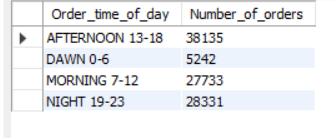 Order_time_of_day Number_of_orders
AFTERNOON 13-18 38135
DAWN 0-6 5242
MORNING 7-12 27733
NIGHT 19-23 28331